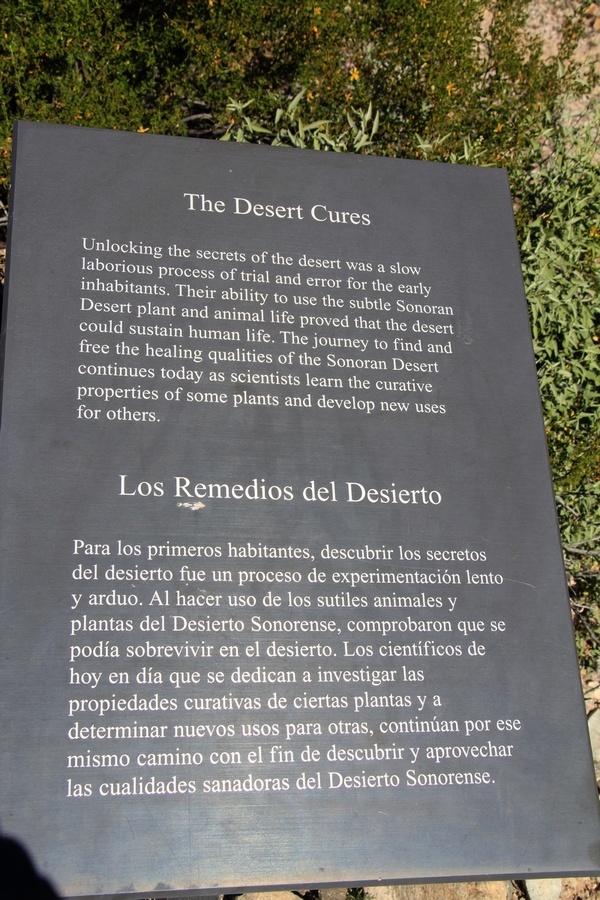 The Desert Cures
Unlocking the secrets of the desert was a slow
laborious process of trial and error for the early
inhabitants. Their ability to use the subtle Sonoran
Desert plant and animal life proved that the desert
could sustain human life. The journey to find and
free the healing qualities of the Sonoran Desert
continues today as scientists learn the curative
properties of some plants and develop new uses
for others.
Los Remedios del Desierto
Para los primeros habitantes, descubrir los secretos
del desierto fue un proceso de experimentación lento
y arduo. Al hacer uso de los sutiles animales y
plantas del Desierto Sonorense, comprobaron que se
podía sobrevivir en el desierto. Los científicos de
hoy en día que se dedican a investigar las
propiedades curativas de ciertas plantas y a
determinar nuevos usos para otras, continúan por ese
mismo camino con el fin de descubrir y aprovechar
las cualidades sanadoras del Desierto Sonorense.